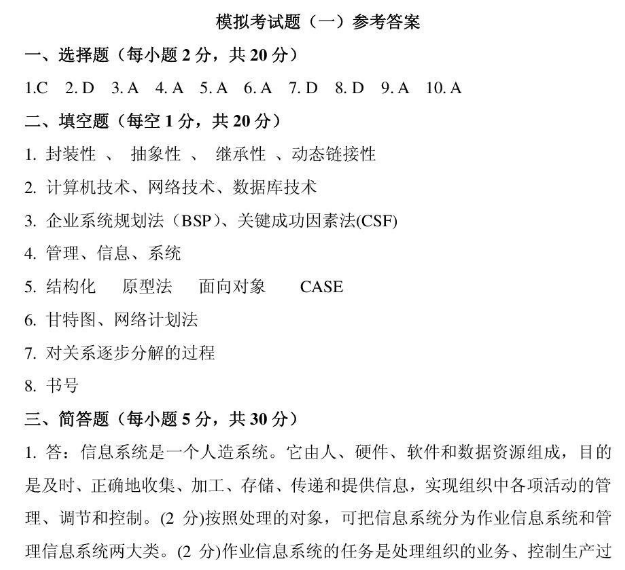 模拟考试题（一）参考答案
一、选择题（每小题 2 分，共 20 分）
1.C 2. D 3. A 4. A 5. A 6. A 7. D 8. D 9. A 10. A
二、填空题（每空 1 分，共 20 分）
1. 封装性 、 抽象性 、 继承性 、动态链接性
2. 计算机技术、网络技术、数据库技术
3. 企业系统规划法（BSP）、关键成功因素法(CSF)
4. 管理、信息、系统
5. 结构化 原型法 面向对象 CASE
6. 甘特图、网络计划法
7. 对关系逐步分解的过程
8. 书号
三、简答题（每小题 5 分，共 30 分）
1. 答：信息系统是一个人造系统。它由人、硬件、软件和数据资源组成，目的
是及时、正确地收集、加工、存储、传递和提供信息，实现组织中各项活动的管
理、调节和控制。(2 分)按照处理的对象，可把信息系统分为作业信息系统和管
理信息系统两大类。(2 分)作业信息系统的任务是处理组织的业务、控制生产过